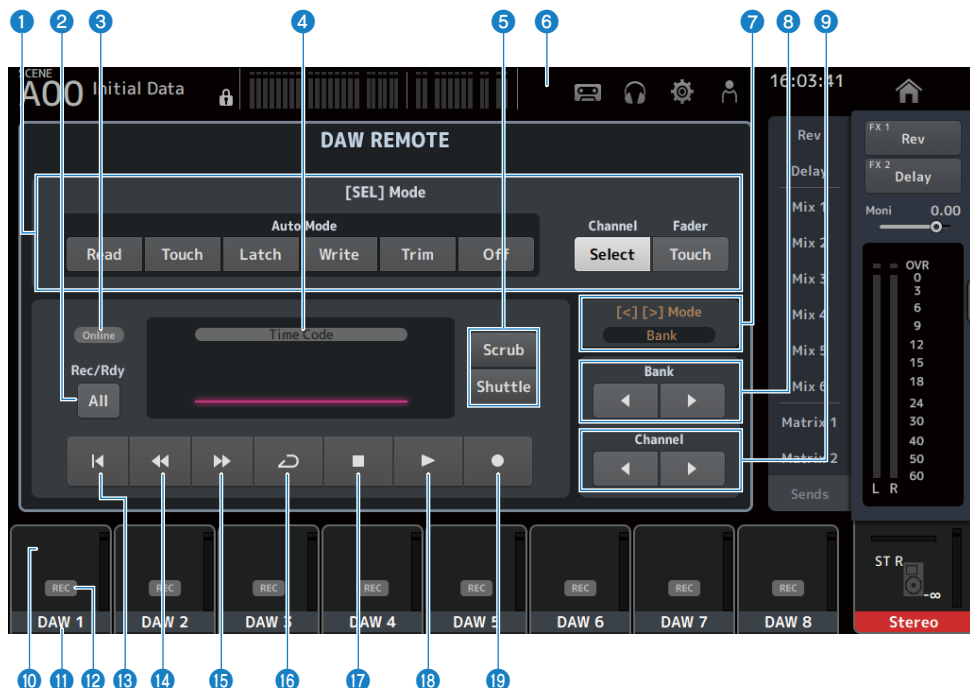 1 2 3 4 5 6 7 8 9
SCENE
A00 Initial Data
16:03:41
DAW REMOTE
[SEL] Mode
Auto Mode
Channel Fader
Read Touch Latch Write Trim Off Select Touch
Online
Time Code
Rec/Rdy
All
Scrub
Shuttle
[<] [>] Mode
Bank
Bank
Channel
Rev
Delay
Mix 1
Mix 2
Mix 3
Mix 4
Mix 5
Mix 6
Matrix 1
Matrix 2
Sends
FX 1
Rev
FX 2
Delay
Moni 0.00
OVR
0
3
6
9
12
15
18
24
30
40
50
60
L R
REC REC REC REC REC REC REC REC
DAW 1 DAW 2 DAW 3 DAW 4 DAW 5 DAW 6 DAW 7 DAW 8
ST R
-∞
Stereo
10 11 12 13 14 15 16 17 18 19